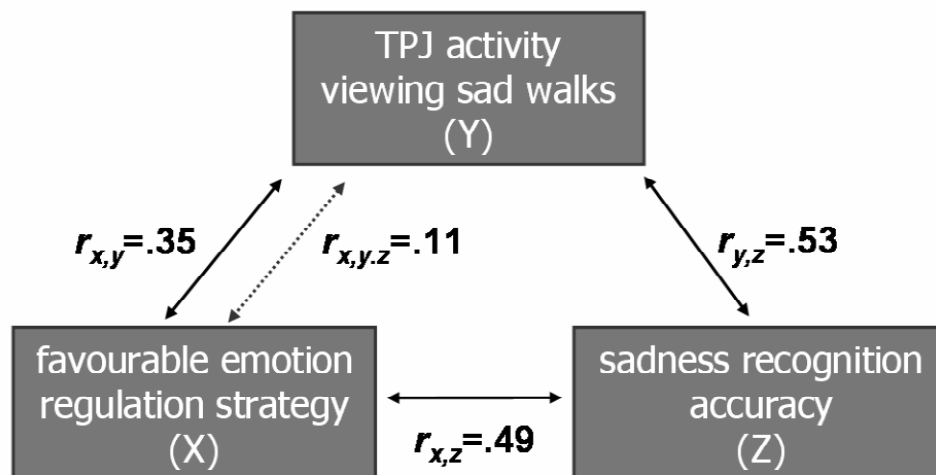 TPJ activity
viewing sad walks
(Y)
r x,y=.35
r x,y.z=.11
r y,z=.53
favourable emotion
regulation strategy
(X)
r x,z=.49
sadness recognition
accuracy
(Z)